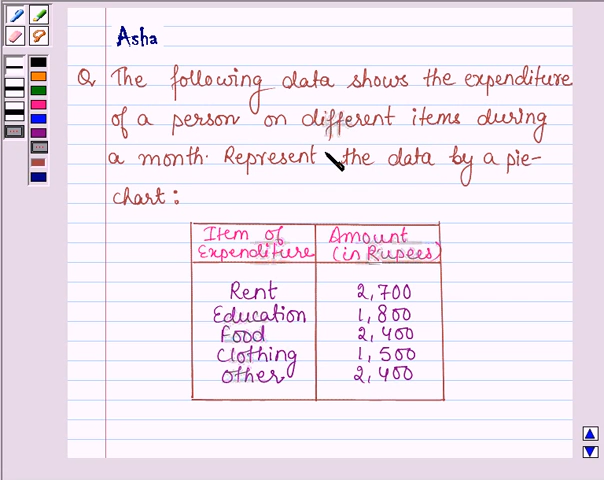 Asha
Q The following data shows the expenditure
of a person on different items during
a month. Represent the data by a pie-
chart:
Item of Amount
Expenditure (in Rupees)
Rent 2,700
Education 1,800
Food 2,400
Clothing 1,500
Other 2,400